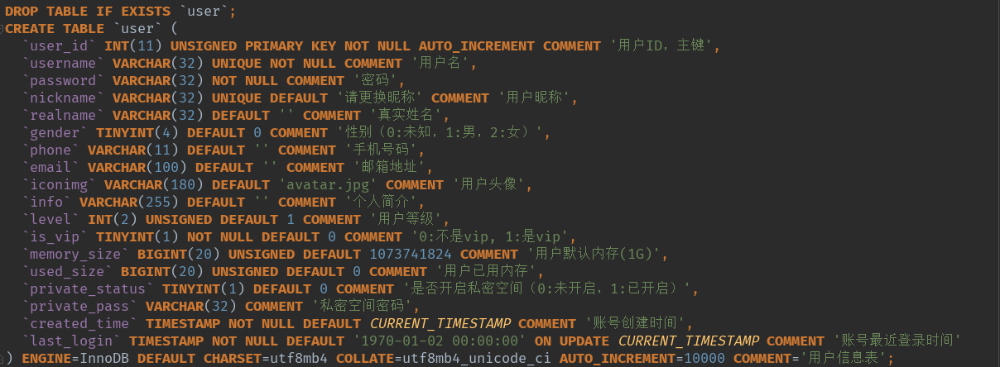 DROP TABLE IF EXISTS `user`;
CREATE TABLE `user` (
  `user_id` INT(11) UNSIGNED PRIMARY KEY NOT NULL AUTO_INCREMENT COMMENT '用户ID，主键',
  `username` VARCHAR(32) UNIQUE NOT NULL COMMENT '用户名',
  `password` VARCHAR(32) NOT NULL COMMENT '密码',
  `nickname` VARCHAR(32) UNIQUE DEFAULT '请更换昵称' COMMENT '用户昵称',
  `realname` VARCHAR(32) DEFAULT '' COMMENT '真实姓名',
  `gender` TINYINT(4) DEFAULT 0 COMMENT '性别（0:未知，1:男，2:女）',
  `phone` VARCHAR(11) DEFAULT '' COMMENT '手机号码',
  `email` VARCHAR(100) DEFAULT '' COMMENT '邮箱地址',
  `iconimg` VARCHAR(180) DEFAULT 'avatar.jpg' COMMENT '用户头像',
  `info` VARCHAR(255) DEFAULT '' COMMENT '个人简介',
  `level` INT(2) UNSIGNED DEFAULT 1 COMMENT '用户等级',
  `is_vip` TINYINT(1) NOT NULL DEFAULT 0 COMMENT '0:不是vip, 1:是vip',
  `memory_size` BIGINT(20) UNSIGNED DEFAULT 1073741824 COMMENT '用户默认内存(1G)',
  `used_size` BIGINT(20) UNSIGNED DEFAULT 0 COMMENT '用户已用内存',
  `private_status` TINYINT(1) DEFAULT 0 COMMENT '是否开启私密空间（0:未开启，1:已开启）',
  `private_pass` VARCHAR(32) COMMENT '私密空间密码',
  `created_time` TIMESTAMP NOT NULL DEFAULT CURRENT_TIMESTAMP COMMENT '账号创建时间',
  `last_login` TIMESTAMP NOT NULL DEFAULT '1970-01-02 00:00:00' ON UPDATE CURRENT_TIMESTAMP COMMENT '账号最近登录时间'
) ENGINE=InnoDB DEFAULT CHARSET=utf8mb4 COLLATE=utf8mb4_unicode_ci AUTO_INCREMENT=10000 COMMENT='用户信息表';